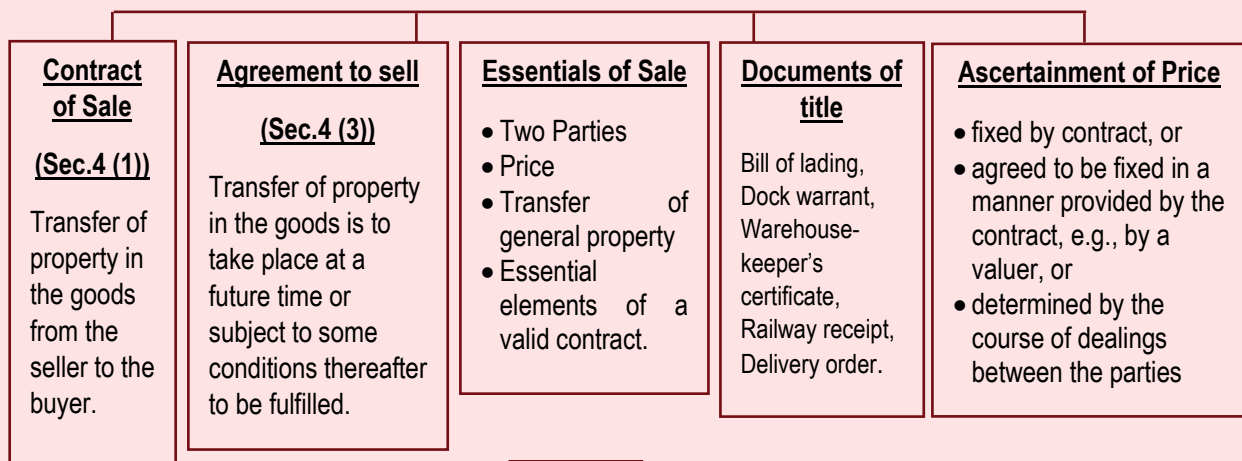 Contract
of Sale
(Sec.4 (1))
Transfer of
property in
the goods
from the
seller to the
buyer.
Agreement to sell
(Sec.4 (3))
Transfer of property
in the goods is to
take place at a
future time or
subject to some
conditions thereafter
to be fulfilled.
Essentials of Sale
• Two Parties
• Price
• Transfer of
general property
• Essential
elements of a
valid contract.
Documents of
title
Bill of lading,
Dock warrant,
Warehouse-
keeper's
certificate,
Railway receipt,
Delivery order.
Ascertainment of Price
• fixed by contract, or
• agreed to be fixed in a
manner provided by the
contract, e.g., by a
valuer, or
• determined by the
course of dealings
between the parties